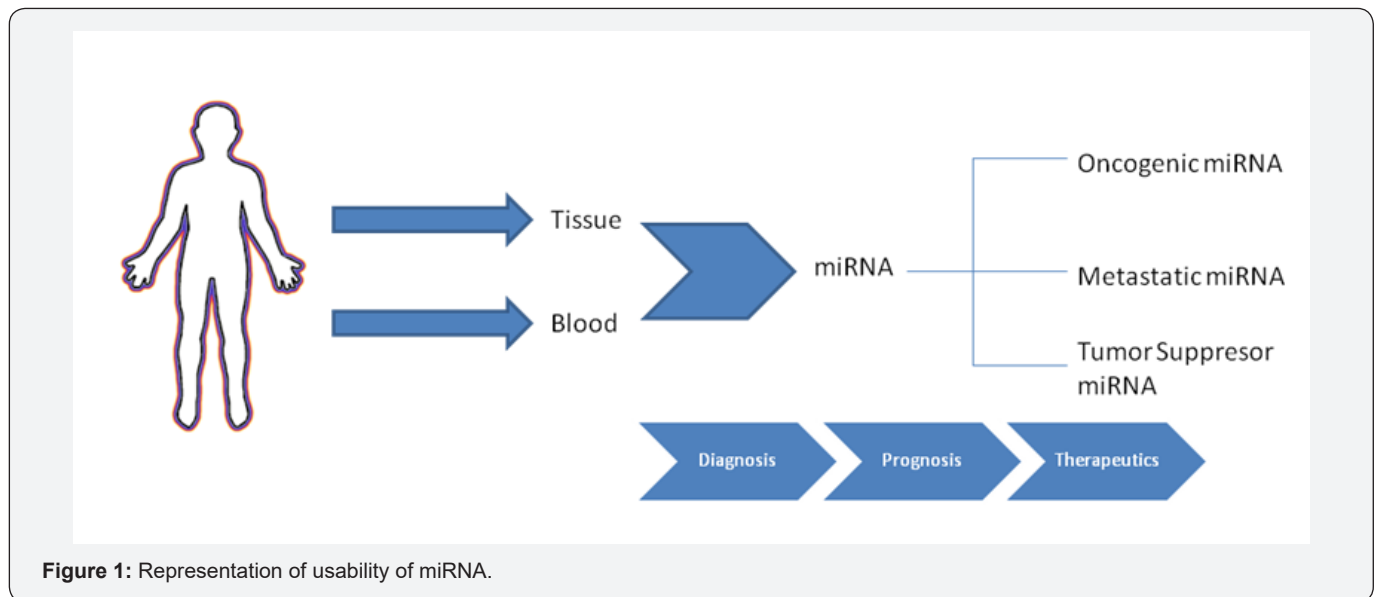 Tissue
Blood
miRNA
Oncogenic miRNA
Metastatic miRNA
Tumor Suppresor
miRNA
Diagnosis
Prognosis
Therapeutics
Figure 1: Representation of usability of miRNA.